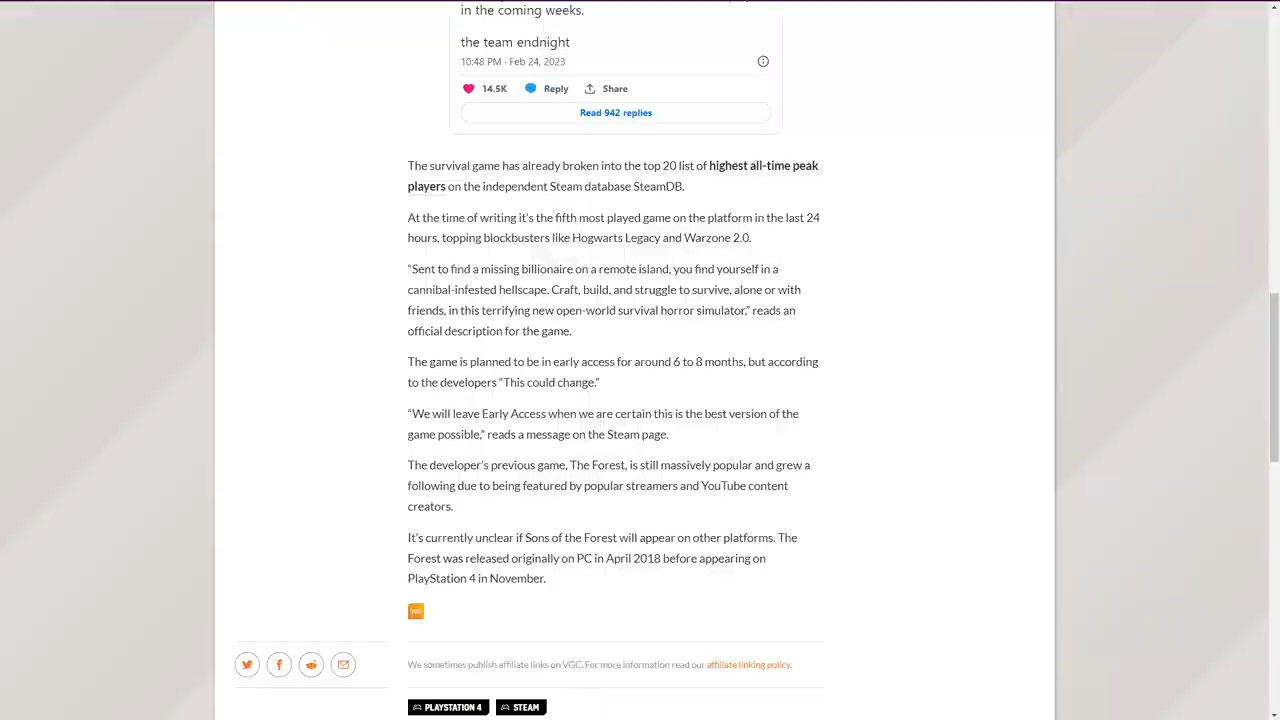 in the coming weeks.
the team endnight
10:48 PM · Feb 24, 2023
14.5K Reply Share
Read 942 replies
The survival game has already broken into the top 20 list of highest all-time peak
players on the independent Steam database SteamDB.
At the time of writing it's the fifth most played game on the platform in the last 24
hours, topping blockbusters like Hogwarts Legacy and Warzone 2.0.
“Sent to find a missing billionaire on a remote island, you find yourself in a
cannibal-infested hellscape. Craft, build, and struggle to survive, alone or with
friends, in this terrifying new open-world survival horror simulator,” reads an
official description for the game.
The game is planned to be in early access for around 6 to 8 months, but according
to the developers “This could change.”
“We will leave Early Access when we are certain this is the best version of the
game possible,” reads a message on the Steam page.
The developer's previous game, The Forest, is still massively popular and grew a
following due to being featured by popular streamers and YouTube content
creators.
It's currently unclear if Sons of the Forest will appear on other platforms. The
Forest was released originally on PC in April 2018 before appearing on
PlayStation 4 in November.
VGC
We sometimes publish affiliate links on VGC. For more information read our affiliate linking policy.
PLAYSTATION 4 STEAM